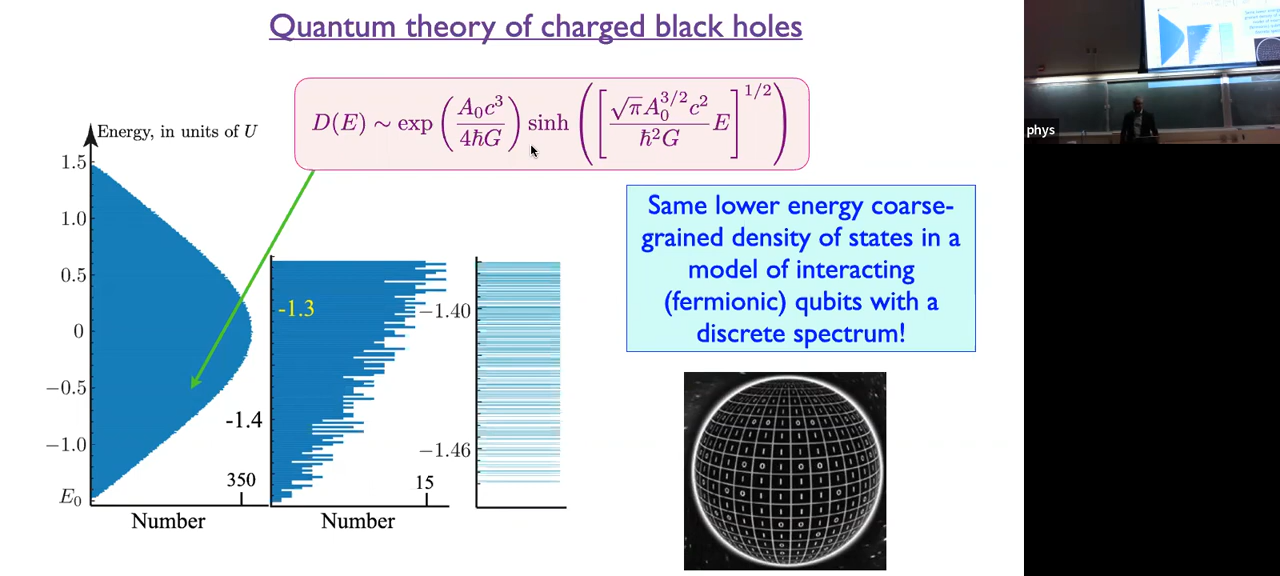 Quantum theory of charged black holes
D(E) ∼ exp(A₀c³/4ħG) sinh([√π A₀^{3/2} c²/ħ²G E]^{1/2})
Energy, in units of U
1.5
1.0
0.5
0
−0.5
−1.0
E₀
350
Number
-1.3
-1.4
15
Number
−1.40
−1.46
Same lower energy coarse-
grained density of states in a
model of interacting
(fermionic) qubits with a
discrete spectrum!
phys